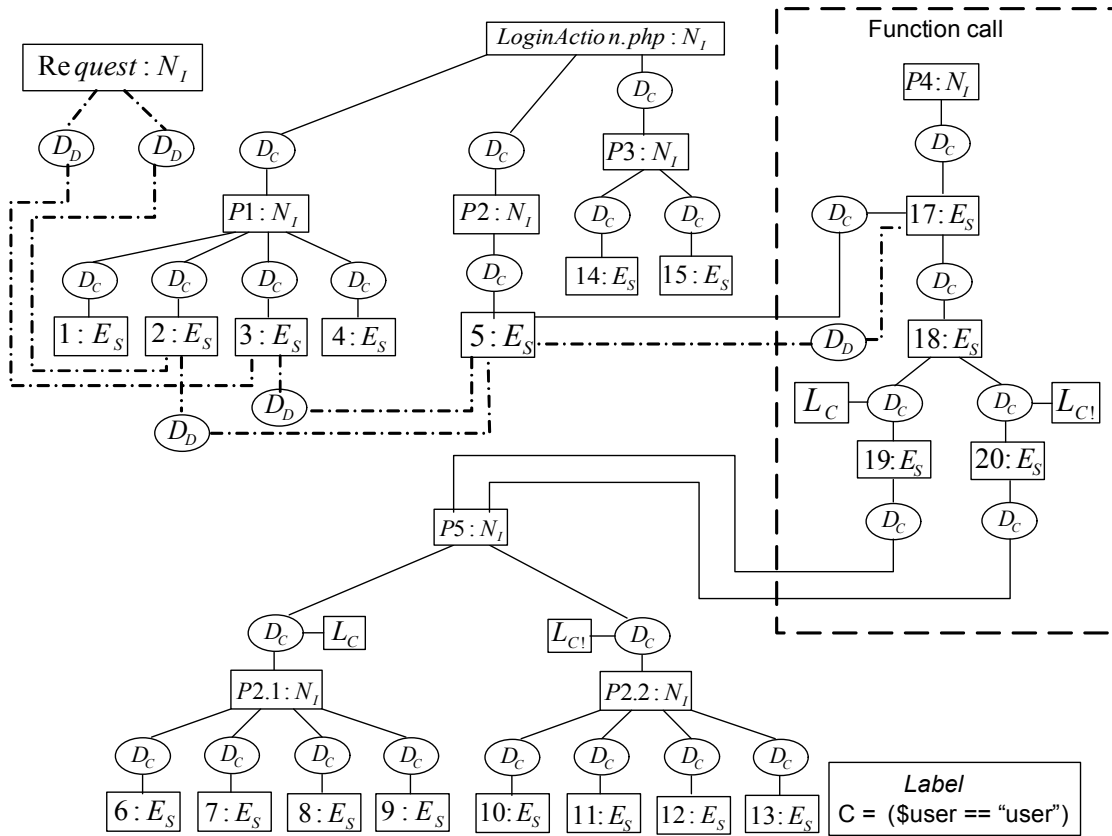 LoginAction.php : N_I
Function call
Request : N_I
P4 : N_I
D_C
D_D D_D D_C D_C P3 : N_I D_C
P1 : N_I P2 : N_I D_C D_C D_C 17 : E_S
D_C D_C D_C D_C D_C 14 : E_S 15 : E_S D_C
1 : E_S 2 : E_S 3 : E_S 4 : E_S 5 : E_S D_D 18 : E_S
D_D L_C D_C D_C L_C!
D_D
19 : E_S 20 : E_S
P5 : N_I D_C D_C
D_C L_C L_C! D_C
P2.1 : N_I P2.2 : N_I
D_C D_C D_C D_C D_C D_C D_C D_C
6 : E_S 7 : E_S 8 : E_S 9 : E_S 10 : E_S 11 : E_S 12 : E_S 13 : E_S
Label
C = ($user == “user”)